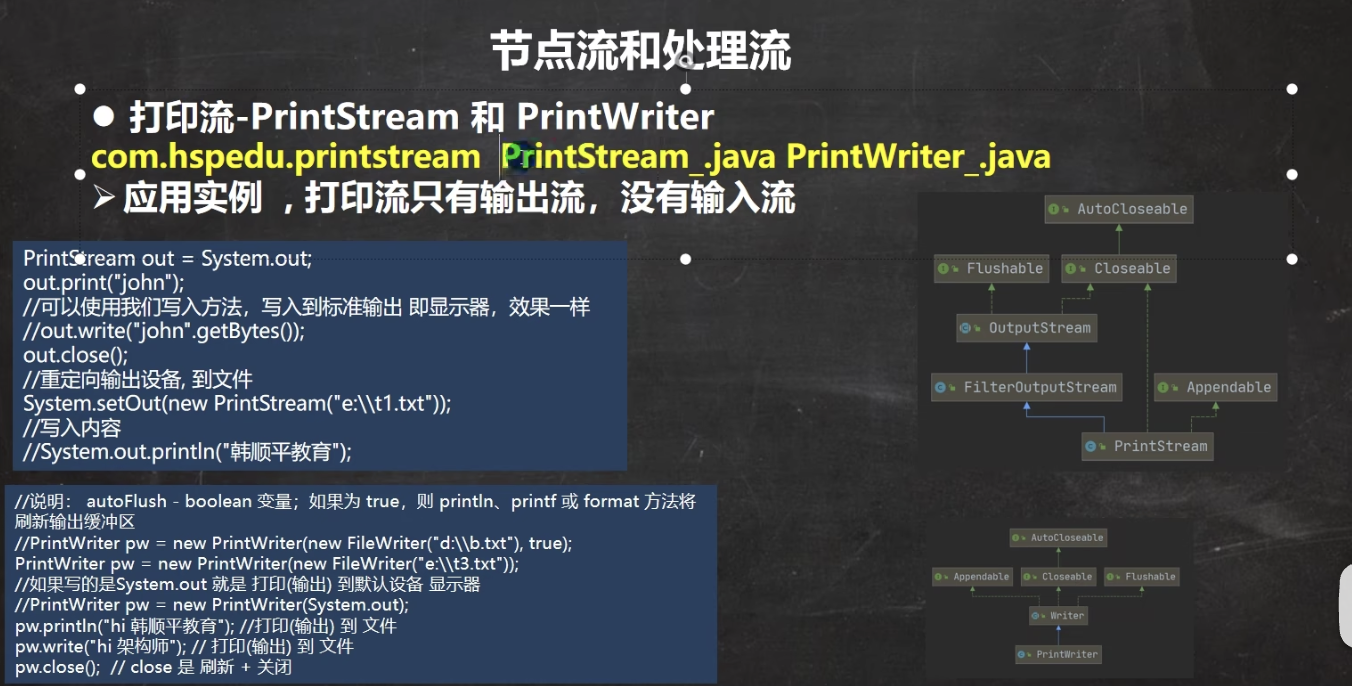 节点流和处理流
● 打印流-PrintStream 和 PrintWriter
com.hspedu.printstream PrintStream_.java PrintWriter_.java
➢ 应用实例 , 打印流只有输出流，没有输入流
PrintStream out = System.out;
out.print("john");
//可以使用我们写入方法，写入到标准输出 即显示器，效果一样
//out.write("john".getBytes());
out.close();
//重定向输出设备, 到文件
System.setOut(new PrintStream("e:\\t1.txt"));
//写入内容
//System.out.println("韩顺平教育");
//说明： autoFlush - boolean 变量；如果为 true，则 println、printf 或 format 方法将
刷新输出缓冲区
//PrintWriter pw = new PrintWriter(new FileWriter("d:\\b.txt"), true);
PrintWriter pw = new PrintWriter(new FileWriter("e:\\t3.txt"));
//如果写的是System.out 就是 打印(输出) 到默认设备 显示器
//PrintWriter pw = new PrintWriter(System.out);
pw.println("hi 韩顺平教育"); //打印(输出) 到 文件
pw.write("hi 架构师"); // 打印(输出) 到 文件
pw.close(); // close 是 刷新 + 关闭
AutoCloseable
Flushable Closeable
OutputStream
FilterOutputStream Appendable
PrintStream
AutoCloseable
Appendable Closeable Flushable
Writer
PrintWriter